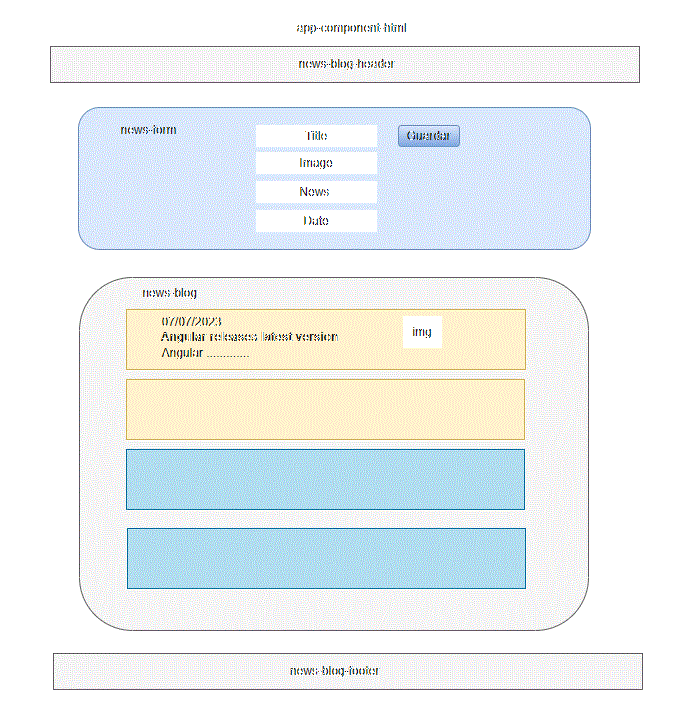 app-component-html
news-blog-header
news-form
Title
Guardar
Image
News
Date
news-blog
07/07/2023
Angular releases latest version
img
Angular .............
news-blog-footer